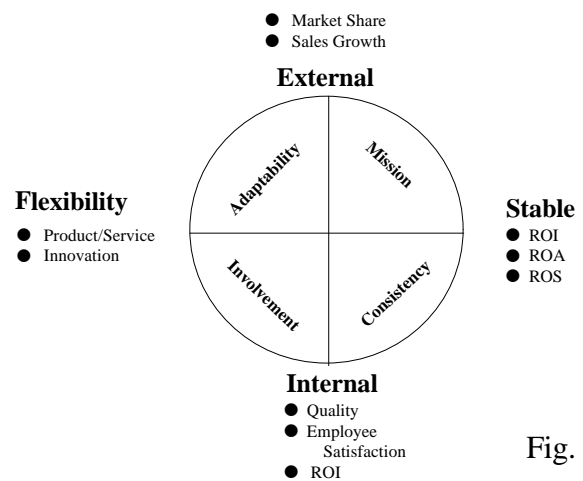 ● Market Share
● Sales Growth
External
Adaptability
Mission
Flexibility
● Product/Service
● Innovation
Stable
● ROI
● ROA
● ROS
Involvement
Consistency
Internal
● Quality
● Employee
Satisfaction
● ROI
Fig.